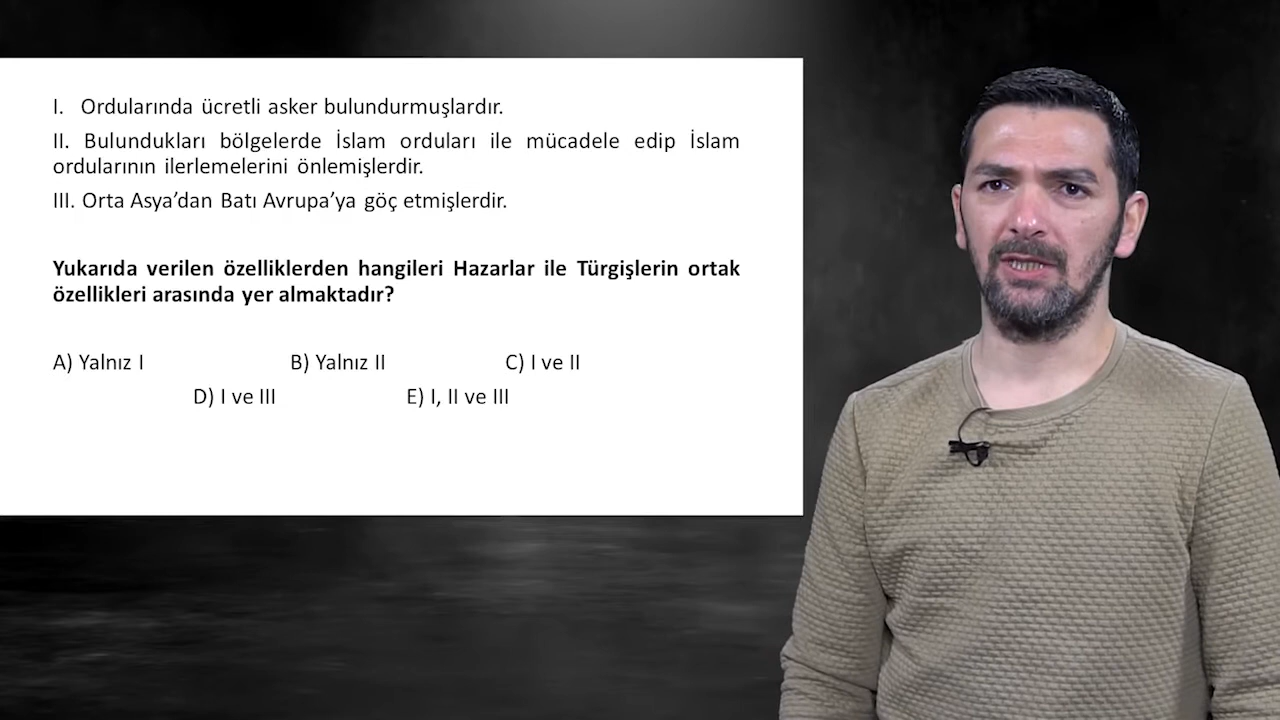 I. Ordularında ücretli asker bulundurmuşlardır.
II. Bulundukları bölgelerde İslam orduları ile mücadele edip İslam
ordularının ilerlemelerini önlemişlerdir.
III. Orta Asya’dan Batı Avrupa’ya göç etmişlerdir.
Yukarıda verilen özelliklerden hangileri Hazarlar ile Türgişlerin ortak
özellikleri arasında yer almaktadır?
A) Yalnız I B) Yalnız II C) I ve II
D) I ve III E) I, II ve III